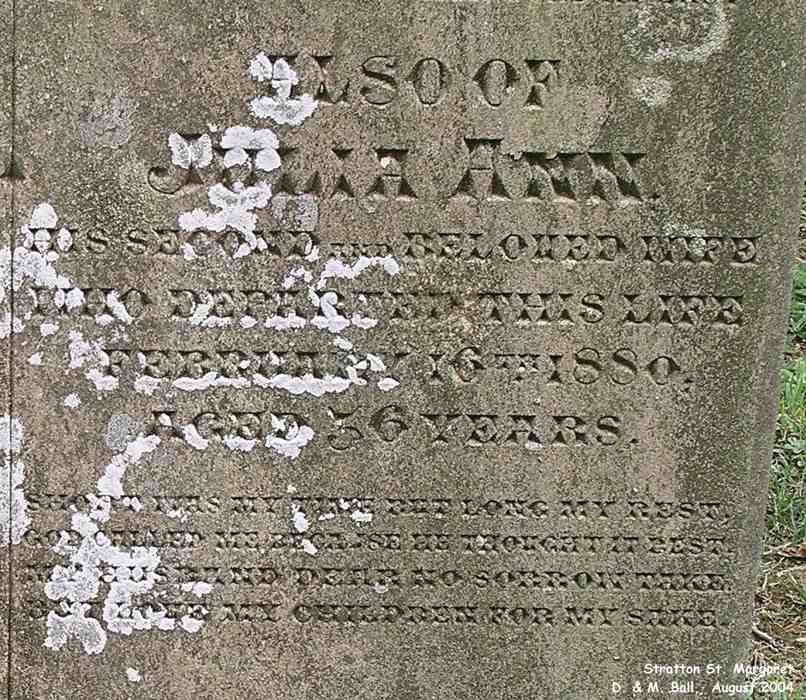 ALSO OF
JULIA ANN.
HIS SECOND AND BELOVED WIFE
WHO DEPARTED THIS LIFE
FEBRUARY 16TH 1880.
AGED 36 YEARS.
SHORT WAS MY TIME BUT LONG MY REST,
GOD CALLED ME BECAUSE HE THOUGHT IT BEST.
MY HUSBAND DEAR NO SORROW TAKE,
BUT LOVE MY CHILDREN FOR MY SAKE.
Stratton St. Margaret
D. & M. Ball, August 2004